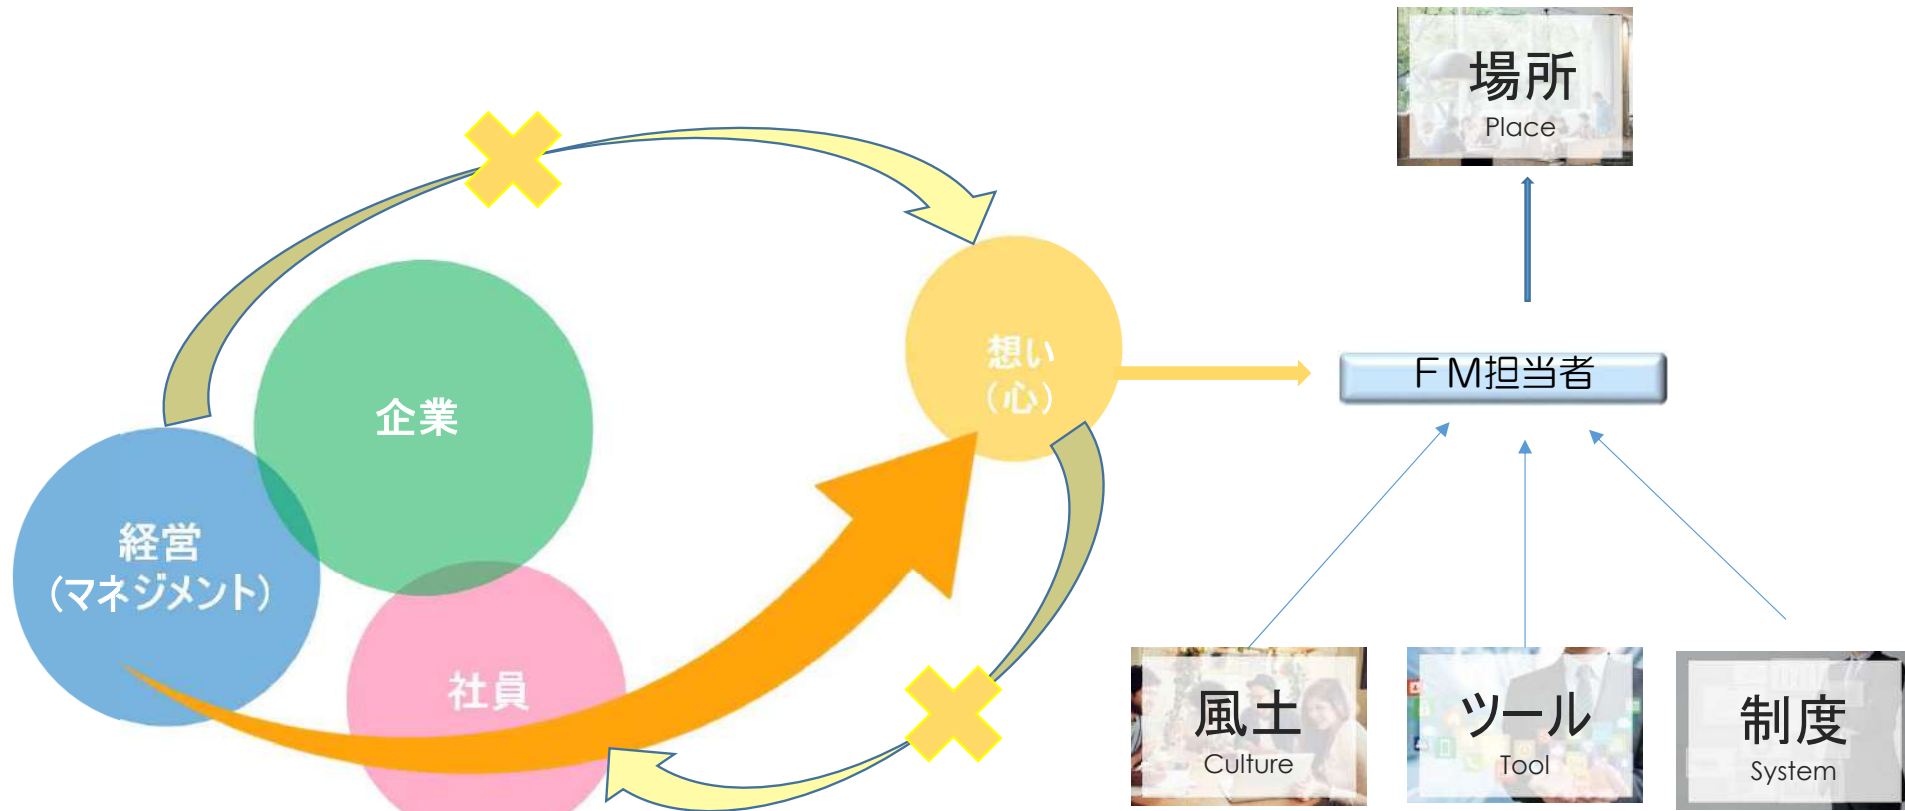 場所
Place
企業
想い
(心)
ＦＭ担当者
経営
(マネジメント)
社員
風土
Culture
ツール
Tool
制度
System